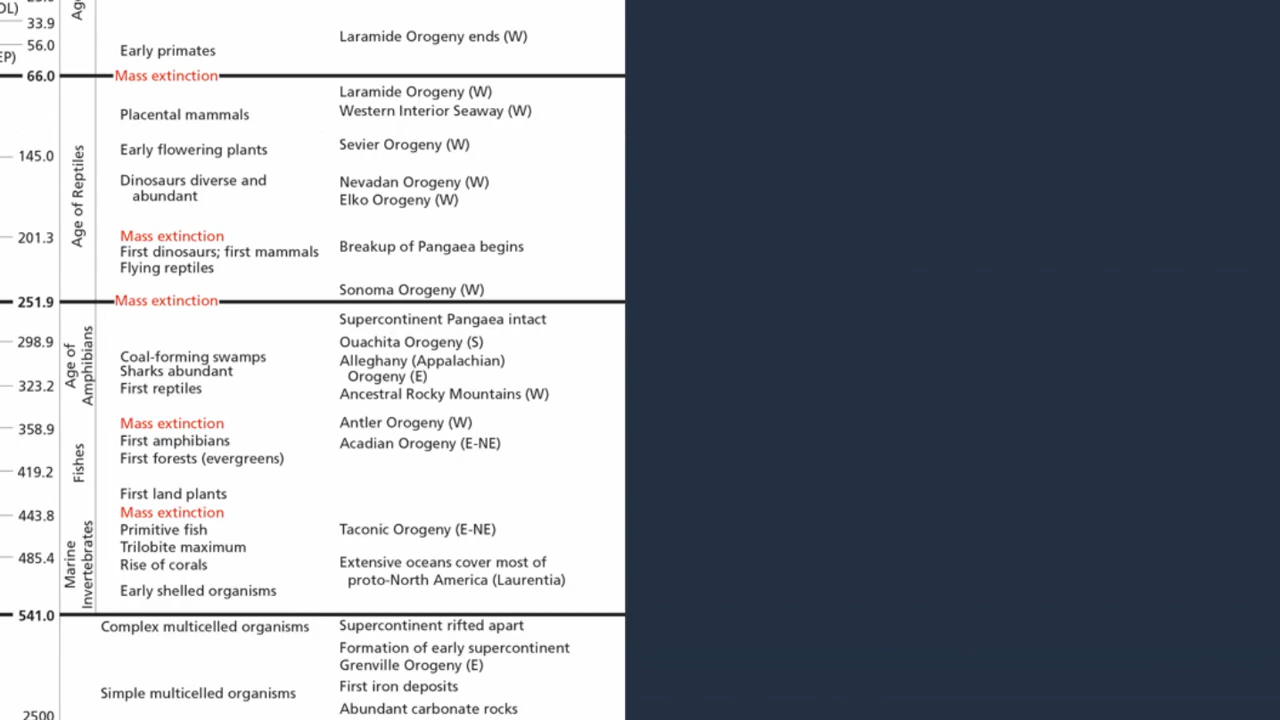 OL)
33.9
Laramide Orogeny ends (W)
56.0
Early primates
EP)
66.0
Mass extinction
Laramide Orogeny (W)
Western Interior Seaway (W)
Placental mammals
Sevier Orogeny (W)
Early flowering plants
145.0
Dinosaurs diverse and
abundant
Nevadan Orogeny (W)
Elko Orogeny (W)
Age of Reptiles
201.3
Mass extinction
First dinosaurs; first mammals
Flying reptiles
Breakup of Pangaea begins
Sonoma Orogeny (W)
251.9
Mass extinction
Supercontinent Pangaea intact
298.9
Ouachita Orogeny (S)
Age of
Amphibians
Coal-forming swamps
Sharks abundant
First reptiles
Alleghany (Appalachian)
Orogeny (E)
323.2
Ancestral Rocky Mountains (W)
358.9
Mass extinction
Antler Orogeny (W)
First amphibians
Acadian Orogeny (E-NE)
First forests (evergreens)
Fishes
419.2
First land plants
443.8
Mass extinction
Primitive fish
Taconic Orogeny (E-NE)
Trilobite maximum
485.4
Rise of corals
Extensive oceans cover most of
proto-North America (Laurentia)
Marine
Invertebrates
Early shelled organisms
541.0
Complex multicelled organisms
Supercontinent rifted apart
Formation of early supercontinent
Grenville Orogeny (E)
First iron deposits
Simple multicelled organisms
Abundant carbonate rocks
2500